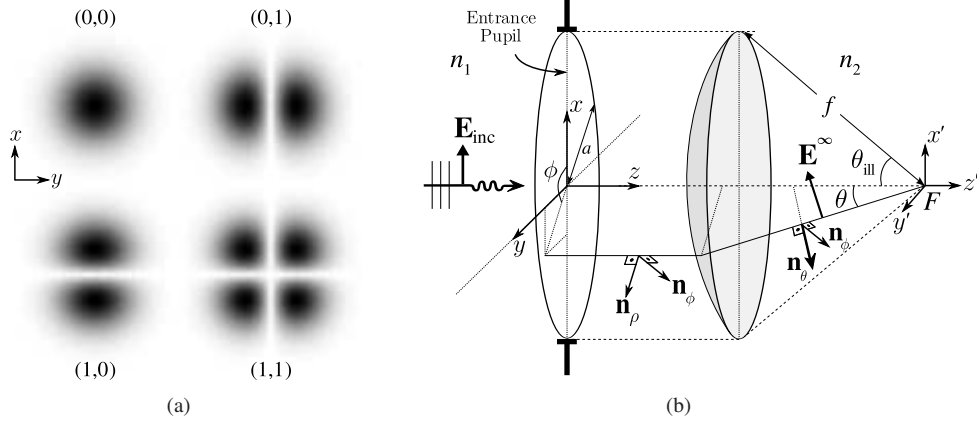 (0,0) (0,1)
x
y
(1,0) (1,1)
(a)
Entrance
Pupil
n₁
n₂
E_inc
x
a
ϕ
z
y
f
E^∞
θ_ill
θ
x′
z′
y′
F
n_ϕ
n_θ
n_ϕ
n_ρ
(b)